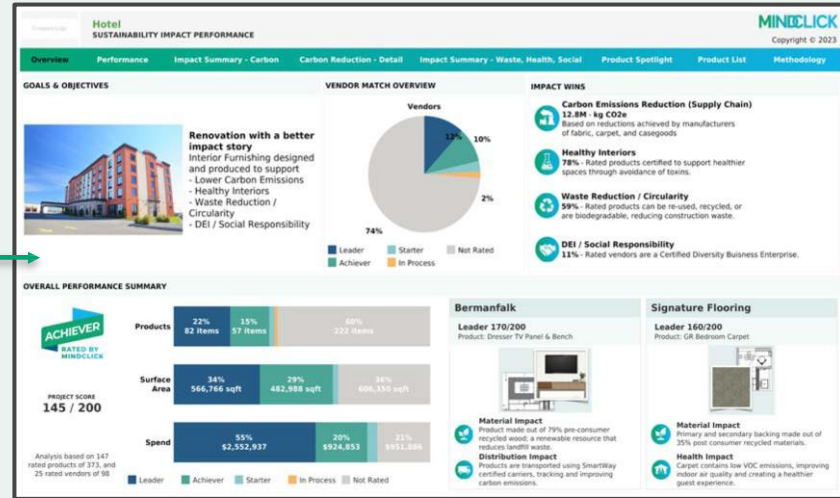 Hotel
SUSTAINABILITY IMPACT PERFORMANCE
MINDCLICK
Copyright © 2023
Overview Performance Impact Summary - Carbon Carbon Reduction - Detail Impact Summary - Waste, Health, Social Product Spotlight Product List Methodology
GOALS & OBJECTIVES
Renovation with a better
impact story
Interior Furnishing designed
and produced to support
- Lower Carbon Emissions
- Healthy Interiors
- Waste Reduction /
Circularity
- DEI / Social Responsibility
VENDOR MATCH OVERVIEW
Vendors
12%
10%
2%
74%
Leader Starter Not Rated
Achiever In Process
IMPACT WINS
Carbon Emissions Reduction (Supply Chain)
12.8M - kg CO2e
Based on reductions achieved by manufacturers
of fabric, carpet, and casegoods
Healthy Interiors
78% - Rated products certified to support healthier
spaces through avoidance of toxins.
Waste Reduction / Circularity
59% - Rated products can be re-used, recycled, or
are biodegradable, reducing construction waste.
DEI / Social Responsibility
11% - Rated vendors are a Certified Diversity Buisness Enterprise.
OVERALL PERFORMANCE SUMMARY
ACHIEVER
RATED BY
MINDCLICK
PROJECT SCORE
145 / 200
Analysis based on 147
rated products of 373, and
25 rated vendors of 98
Products
22%
82 items
15%
57 items
60%
222 items
Surface
Area
34%
566,766 sqft
29%
482,988 sqft
36%
606,350 sqft
Spend
55%
$2,552,937
20%
$924,853
21%
Leader Achiever Starter In Process Not Rated
Bermanfalk
Leader 170/200
Product: Dresser TV Panel & Bench
Material Impact
Product made out of 79% pre-consumer
recycled wood; a renewable resource that
reduces landfill waste.
Distribution Impact
Products are transported using SmartWay
certified carriers, tracking and improving
carbon emissions.
Signature Flooring
Leader 160/200
Product: GR Bedroom Carpet
Material Impact
Primary and secondary backing made out of
35% post consumer recycled materials.
Health Impact
Carpet contains low VOC emissions, improving
indoor air quality and creating a healthier
guest experience.